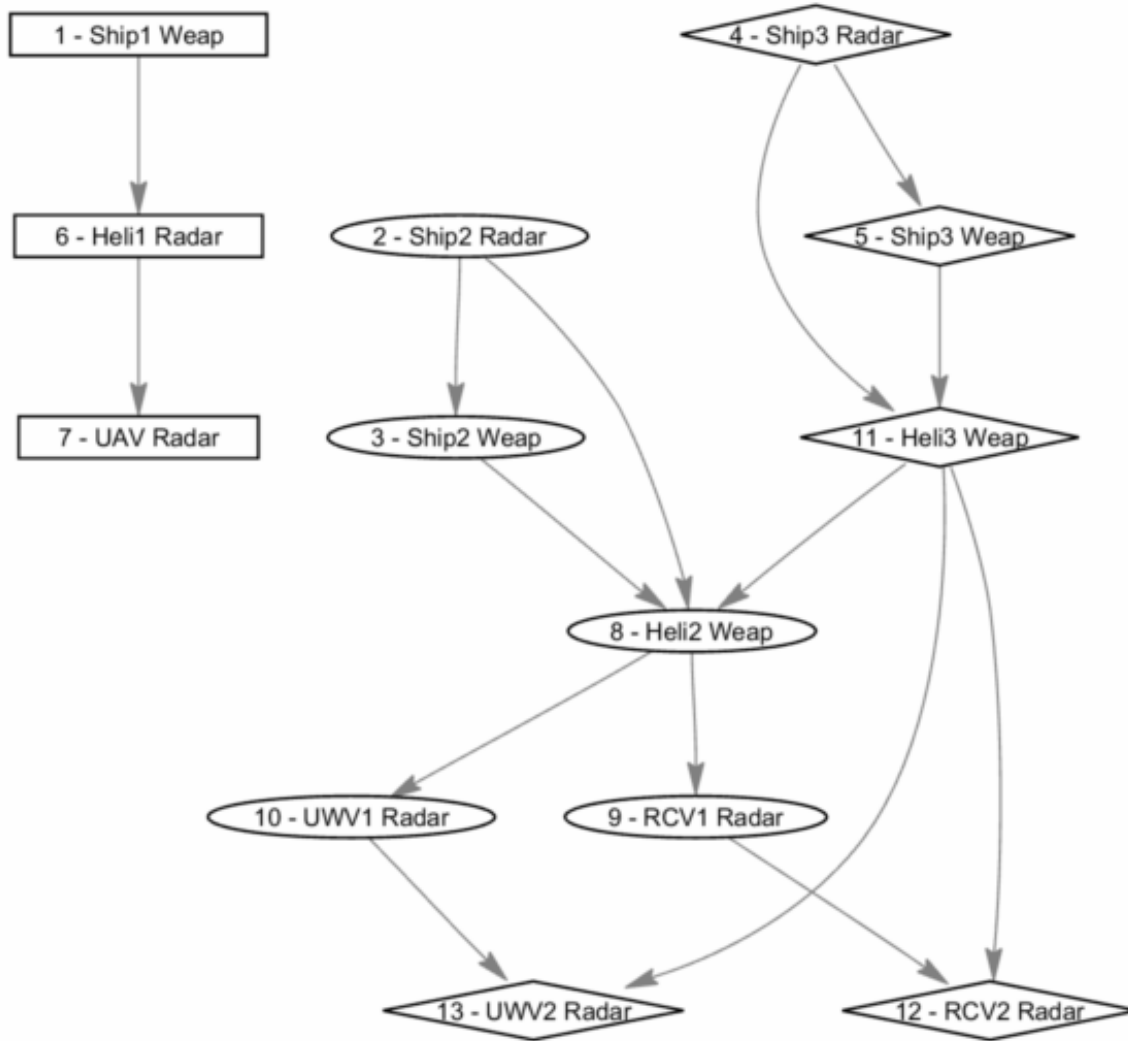 1 - Ship1 Weap
4 - Ship3 Radar
6 - Heli1 Radar
2 - Ship2 Radar
5 - Ship3 Weap
7 - UAV Radar
3 - Ship2 Weap
11 - Heli3 Weap
8 - Heli2 Weap
10 - UWV1 Radar
9 - RCV1 Radar
13 - UWV2 Radar
12 - RCV2 Radar